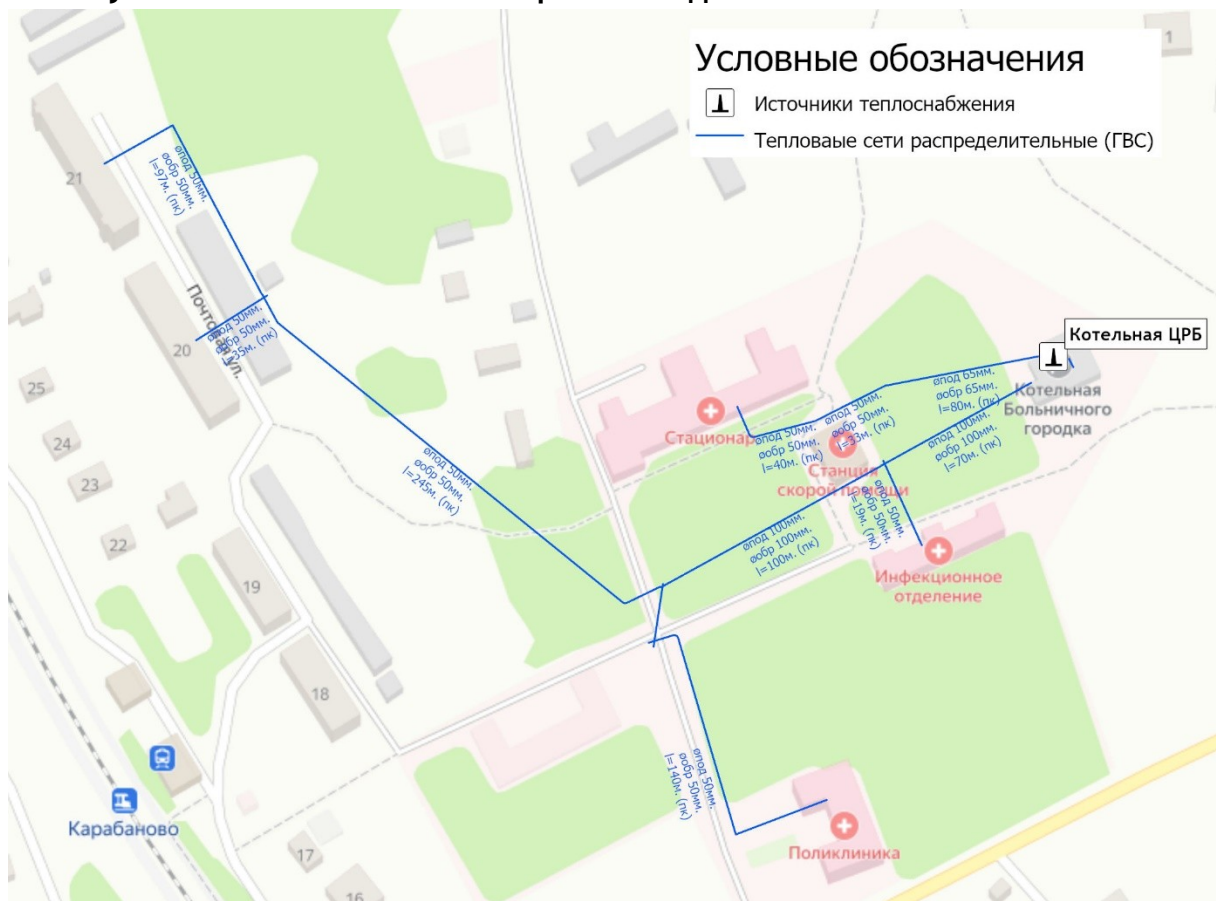 Условные обозначения
Источники теплоснабжения
Тепловаые сети распределительные (ГВС)
1
21
øпод 50мм.
øобр 50мм.
l=97м. (пк)
Почтовая ул.
øпод 50мм.
øобр 50мм.
l=35м. (пк)
20
25
24
23
22
19
18
17
16
Котельная ЦРБ
Котельная
Больничного
городка
øпод 65мм.
øобр 65мм.
l=80м. (пк)
øпод 50мм.
øобр 50мм.
l=33м. (пк)
øпод 50мм.
øобр 50мм.
l=40м. (пк)
Стационар
Станция
скорой помощи
øпод 100мм.
øобр 100мм.
l=70м. (пк)
øпод 50мм.
øобр 50мм.
l=19м. (пк)
øпод 50мм.
øобр 50мм.
l=245м. (пк)
øпод 100мм.
øобр 100мм.
l=100м. (пк)
Инфекционное
отделение
øпод 50мм.
øобр 50мм.
l=140м. (пк)
Карабаново
Поликлиника